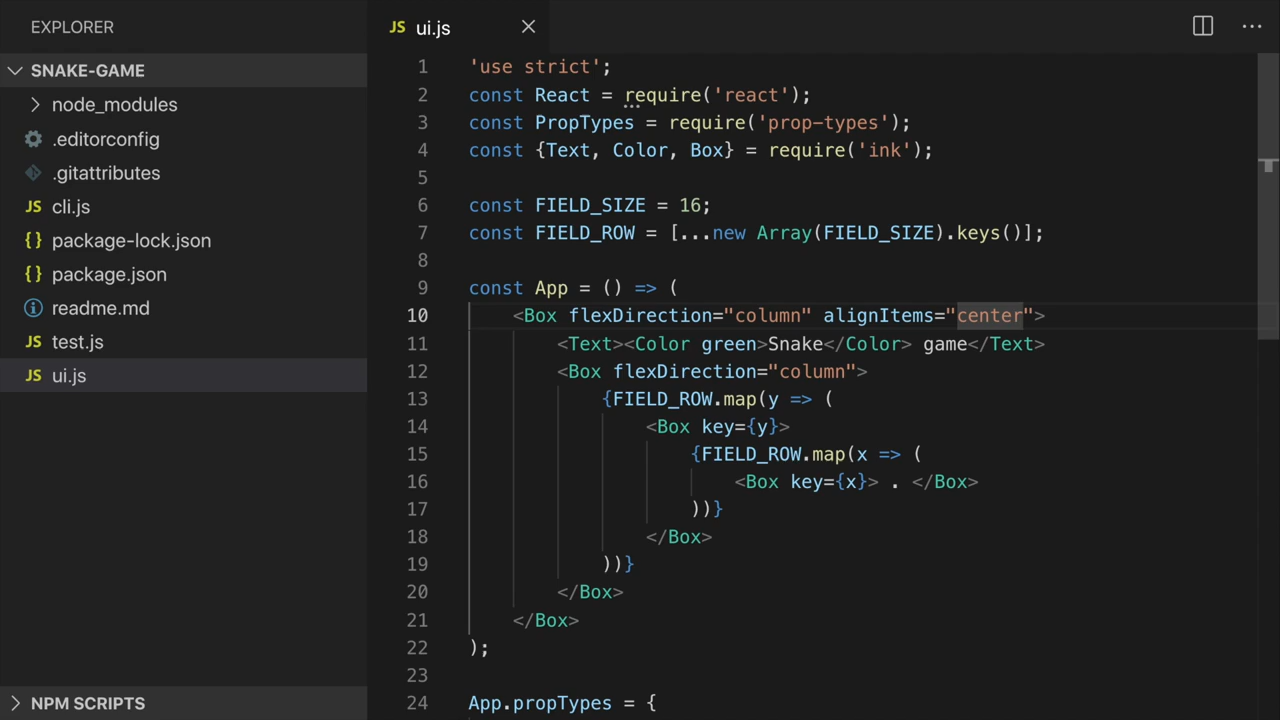 EXPLORER
SNAKE-GAME
node_modules
.editorconfig
.gitattributes
JS cli.js
{} package-lock.json
{} package.json
readme.md
JS test.js
JS ui.js
NPM SCRIPTS
JS ui.js
1 'use strict';
2 const React = require('react');
3 const PropTypes = require('prop-types');
4 const {Text, Color, Box} = require('ink');
5
6 const FIELD_SIZE = 16;
7 const FIELD_ROW = [...new Array(FIELD_SIZE).keys()];
8
9 const App = () => (
10     <Box flexDirection="column" alignItems="center">
11         <Text><Color green>Snake</Color> game</Text>
12         <Box flexDirection="column">
13             {FIELD_ROW.map(y => (
14                 <Box key={y}>
15                     {FIELD_ROW.map(x => (
16                         <Box key={x}> . </Box>
17                     ))}
18                 </Box>
19             ))}
20         </Box>
21     </Box>
22 );
23
24 App.propTypes = {